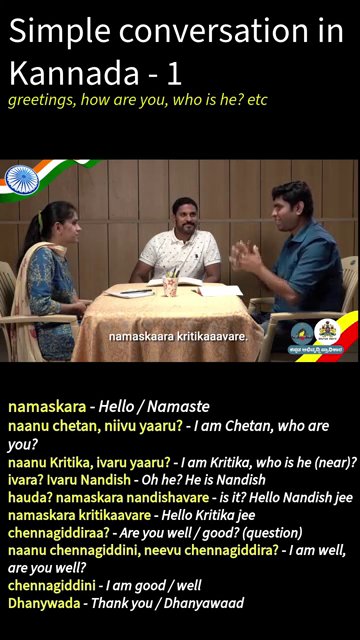 Simple conversation in
Kannada - 1
greetings, how are you, who is he? etc
namaskaara kritikaaavare.
namaskara - Hello / Namaste
naanu chetan, niivu yaaru? - I am Chetan, who are
you?
naanu Kritika, ivaru yaaru? - I am Kritika, who is he (near)?
ivara? Ivaru Nandish - Oh he? He is Nandish
hauda? namaskara nandishavare - is it? Hello Nandish jee
namaskara kritikaavare - Hello Kritika jee
chennagiddiraa? - Are you well / good? (question)
naanu chennagiddini, neevu chennagiddira? - I am well,
are you well?
chennagiddini - I am good / well
Dhanywada - Thank you / Dhanyawaad